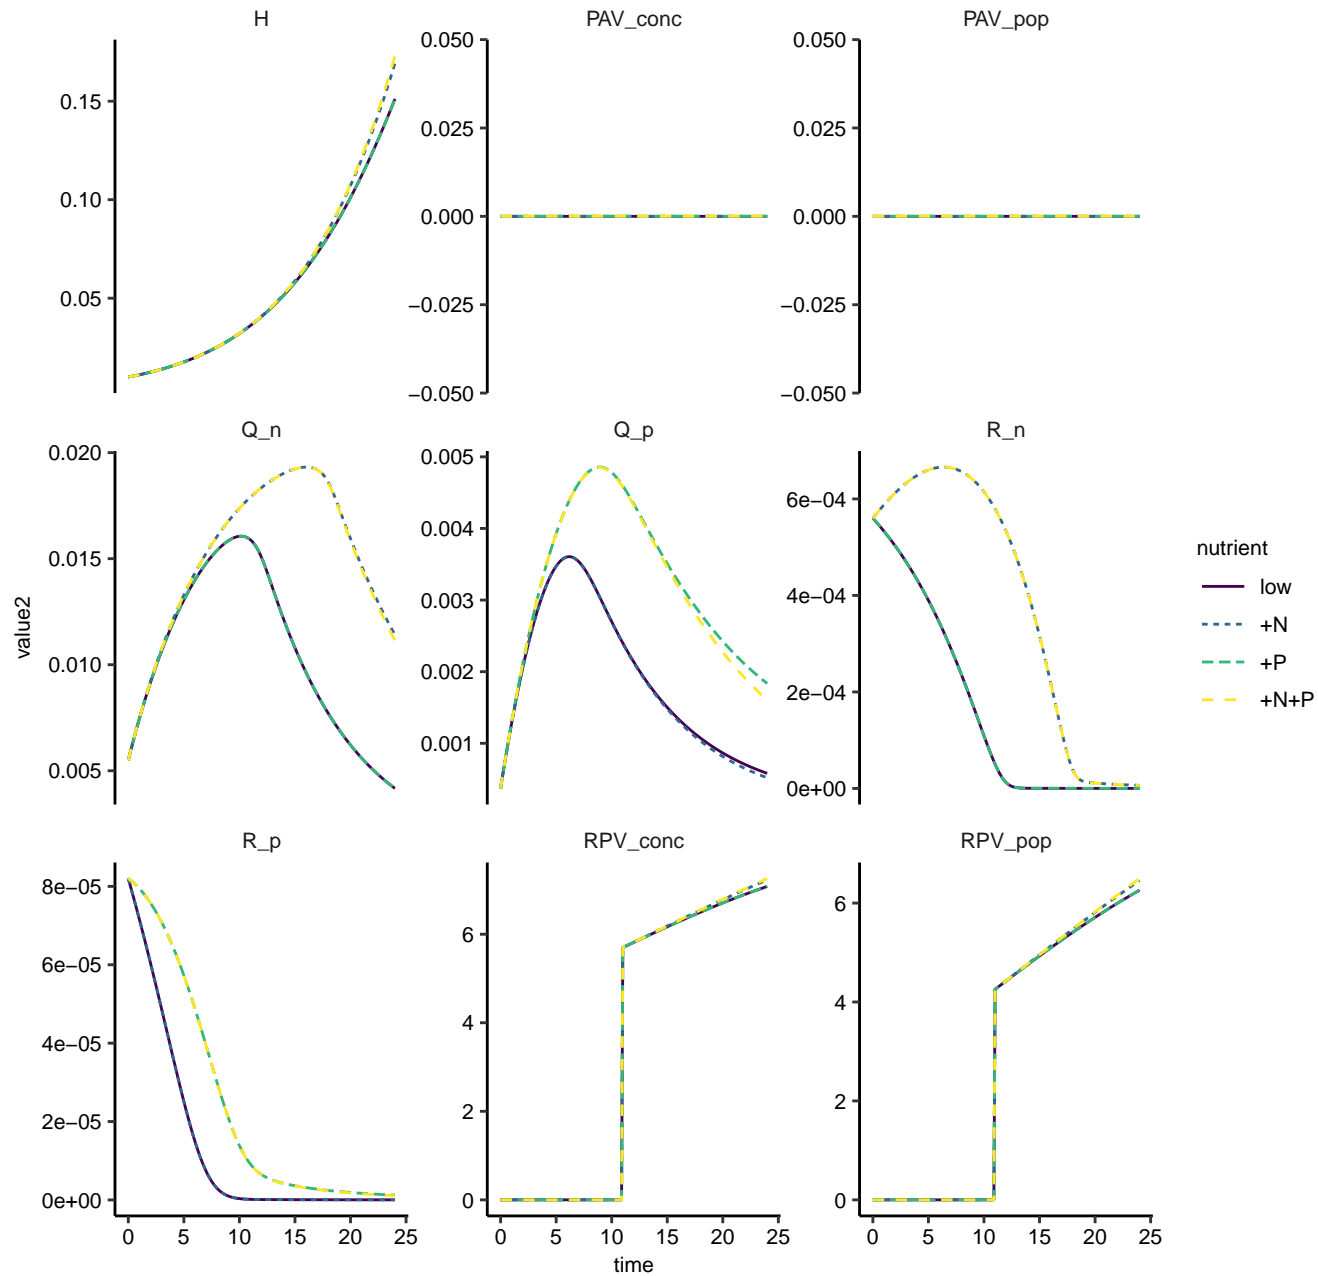 H
PAV_conc
PAV_pop
0.15
0.10
0.05
0.050
0.025
0.000
−0.025
−0.050
0.050
0.025
0.000
−0.025
−0.050
Q_n
Q_p
R_n
0.020
0.015
0.010
0.005
0.005
0.004
0.003
0.002
0.001
6e−04
4e−04
2e−04
0e+00
value2
nutrient
low
+N
+P
+N+P
R_p
RPV_conc
RPV_pop
8e−05
6e−05
4e−05
2e−05
0e+00
6
4
2
0
6
4
2
0
0 5 10 15 20 25
0 5 10 15 20 25
0 5 10 15 20 25
time